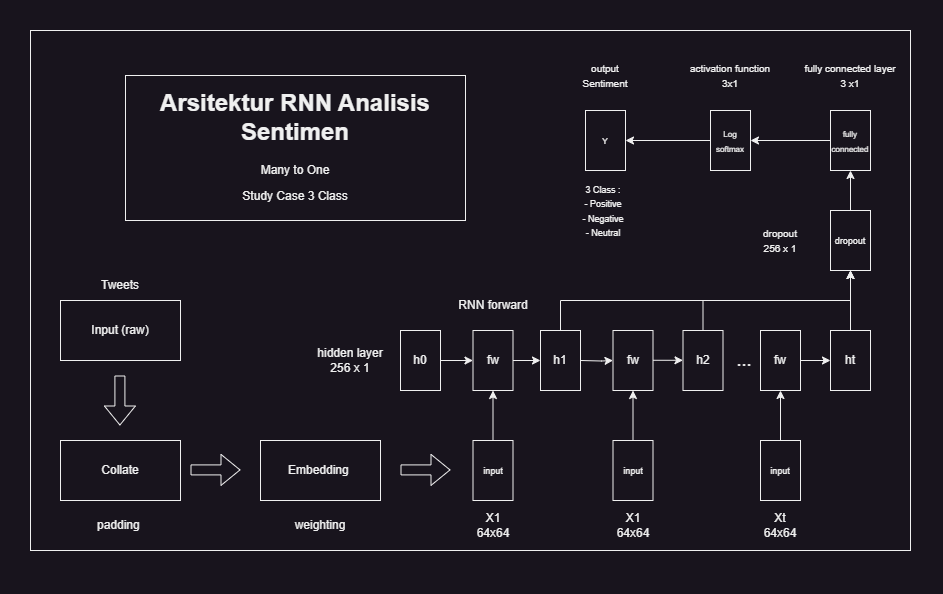 Arsitektur RNN Analisis
Sentimen
Many to One
Study Case 3 Class
output
Sentiment
activation function
3x1
fully connected layer
3 x1
Y
Log
softmax
fully
connected
3 Class :
- Positive
- Negative
- Neutral
dropout
256 x 1
dropout
Tweets
Input (raw)
RNN forward
hidden layer
256 x 1
h0
fw
h1
fw
h2
...
fw
ht
Collate
Embedding
input
input
input
padding
weighting
X1
64x64
X1
64x64
Xt
64x64